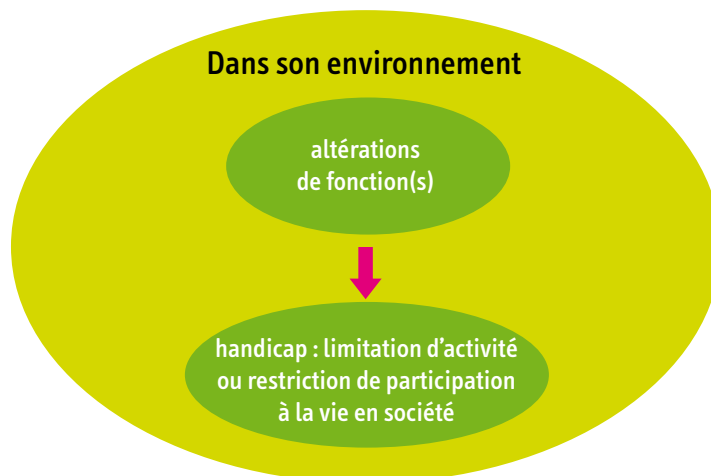 Dans son environnement
altérations
de fonction(s)
handicap : limitation d’activité
ou restriction de participation
à la vie en société